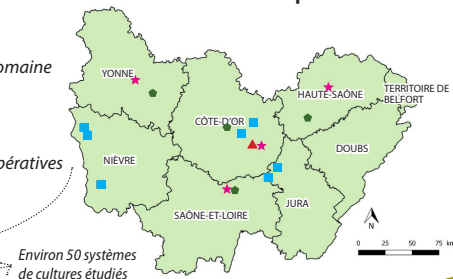 omaine
YONNE
HAUTE-SAÔNE
TERRITOIRE DE
BELFORT
CÔTE-D'OR
DOUBS
pératives
NIÈVRE
JURA
SAÔNE-ET-LOIRE
N
0 25 50 75 km
Environ 50 systèmes
de cultures étudiés